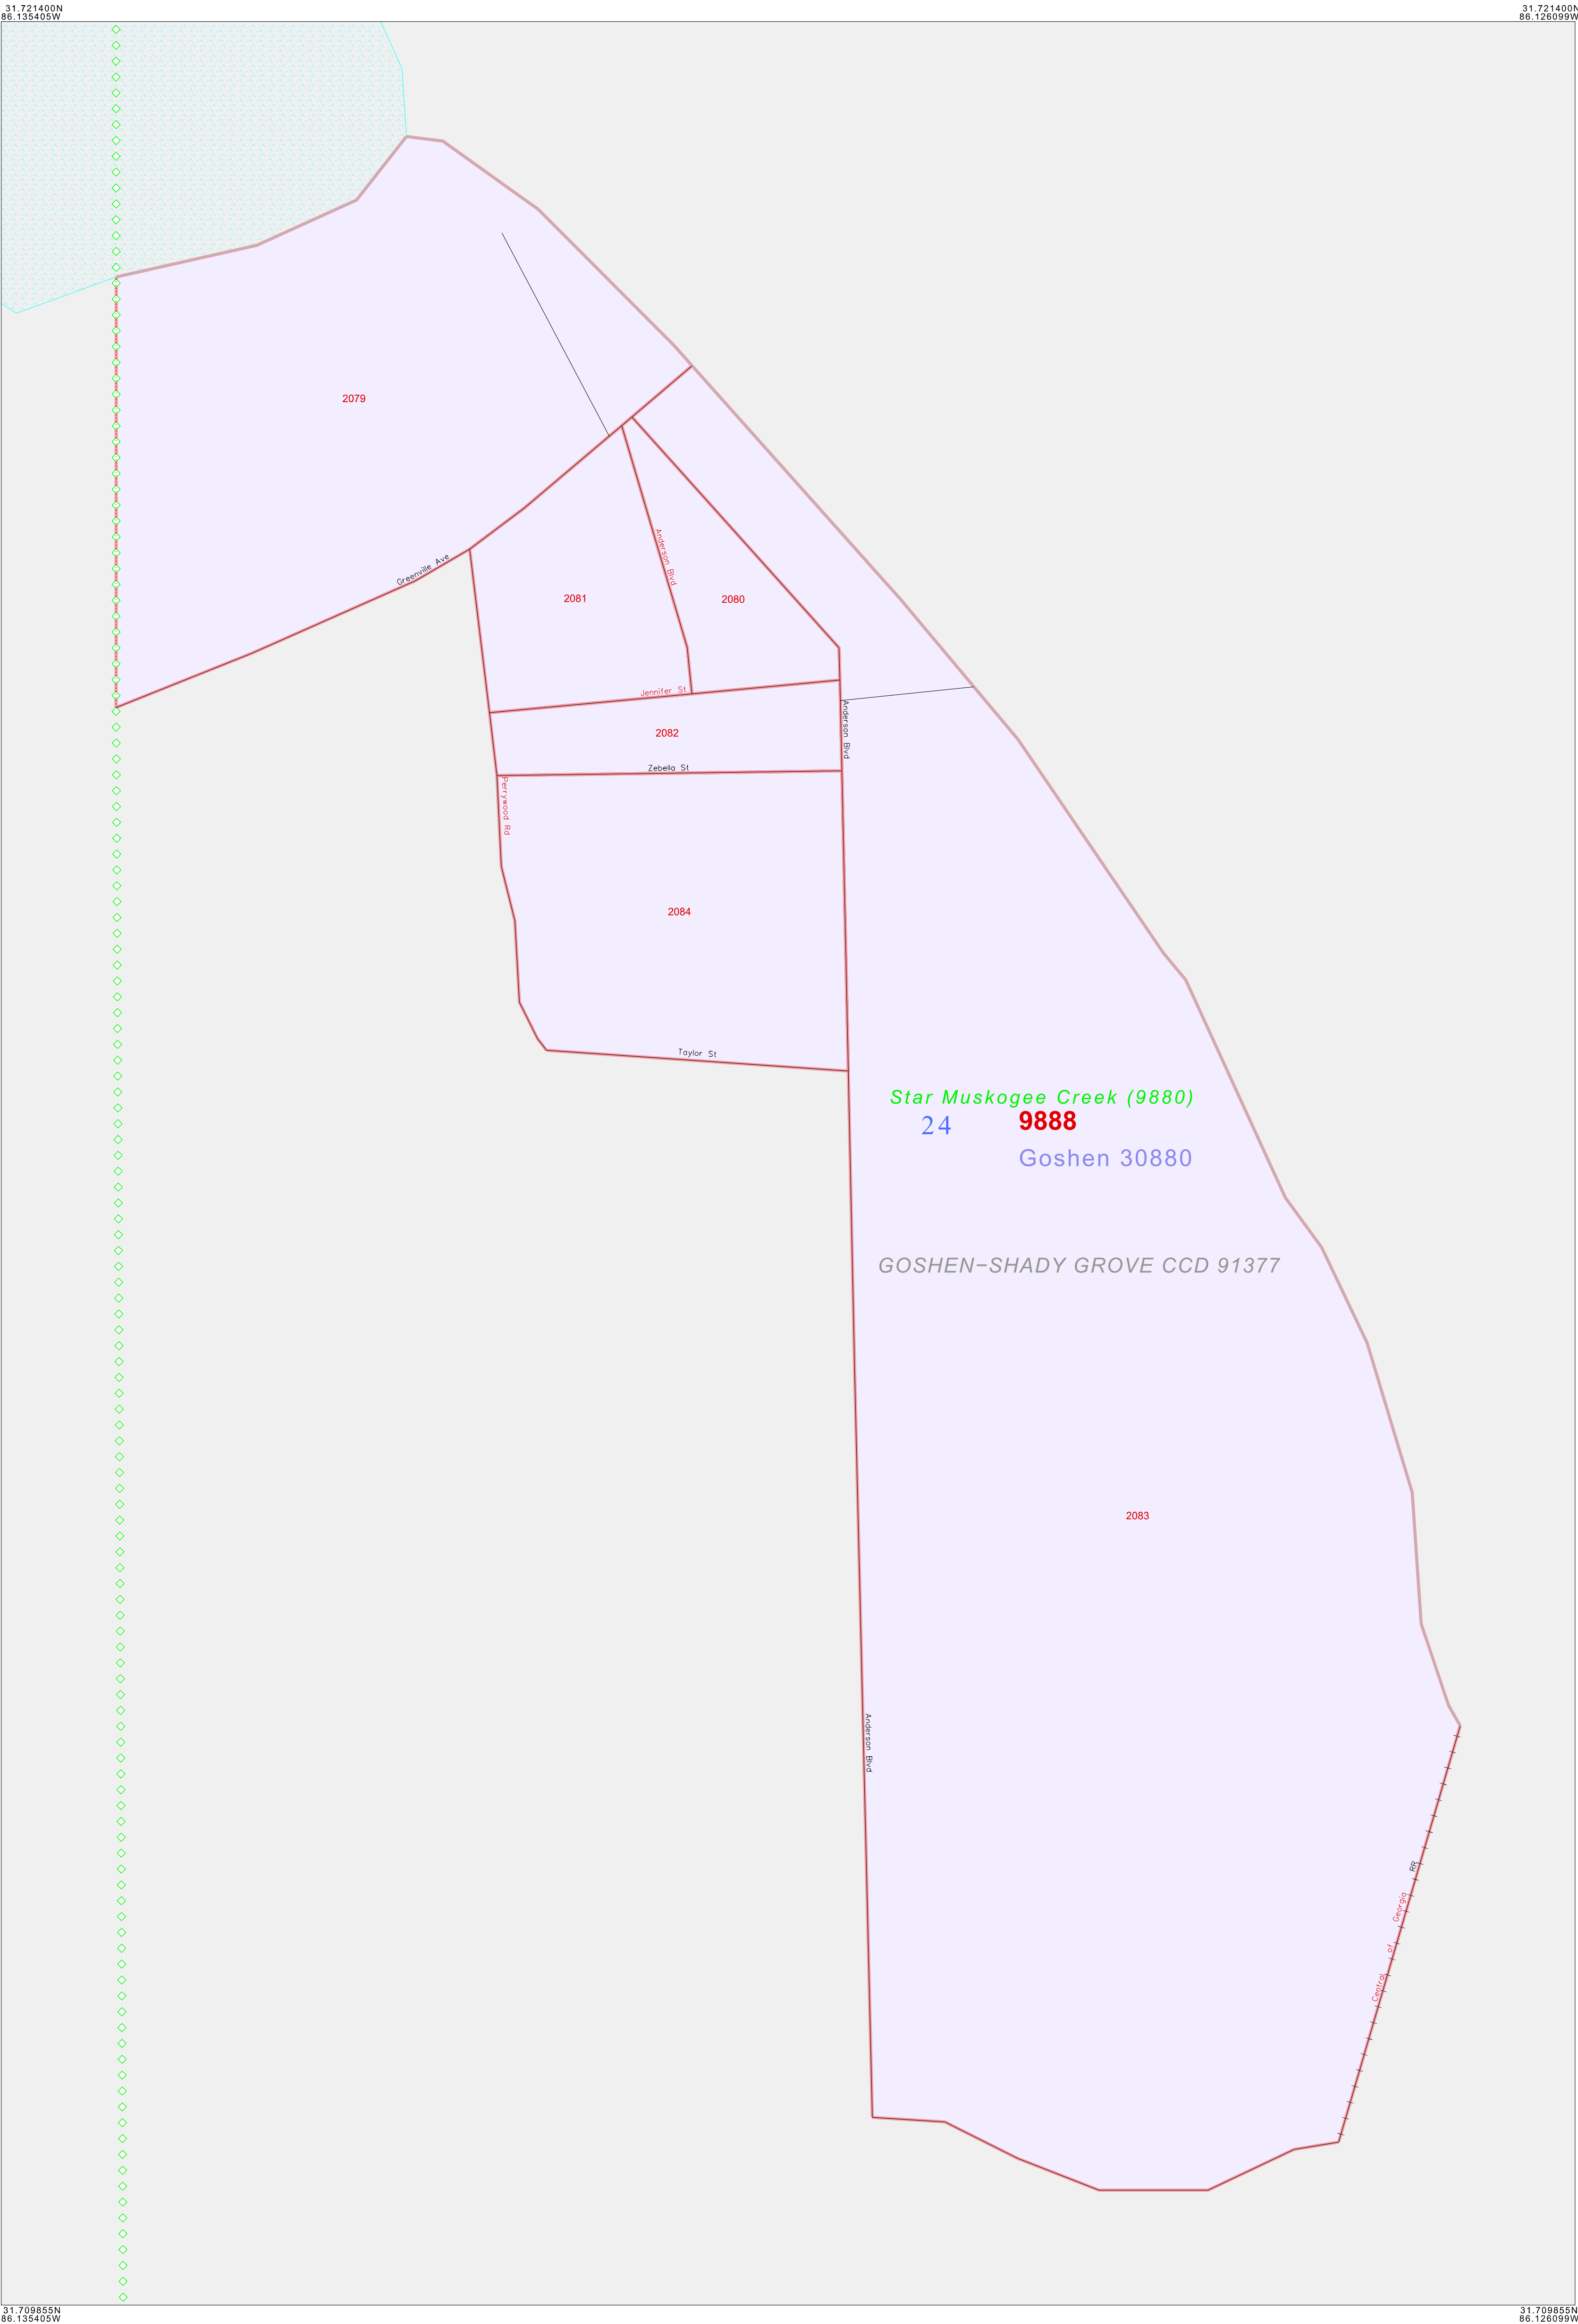 31.721400N
86.135405W
31.721400N
86.126099W
2079
Greenville Ave
Anderson Blvd
2081
2080
Jennifer St
Anderson Blvd
2082
Zebella St
Perrywood Rd
2084
Taylor St
Star Muskogee Creek (9880)
24
9888
Goshen 30880
GOSHEN-SHADY GROVE CCD 91377
2083
Anderson Blvd
Central of Georgia RR
31.709855N
86.135405W
31.709855N
86.126099W